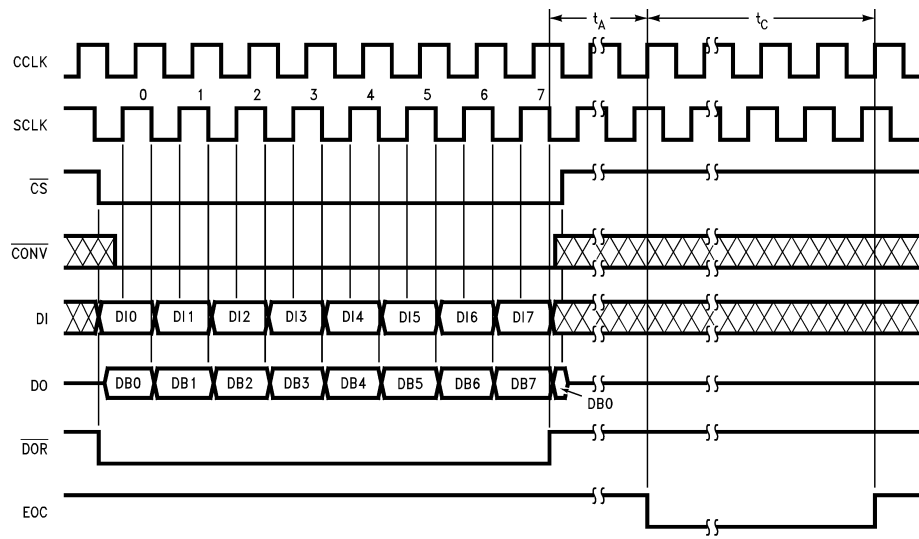 tA tC
CCLK
0 1 2 3 4 5 6 7
SCLK
CS
CONV
DI DI0 DI1 DI2 DI3 DI4 DI5 DI6 DI7
DO DB0 DB1 DB2 DB3 DB4 DB5 DB6 DB7 DB0
DOR
EOC